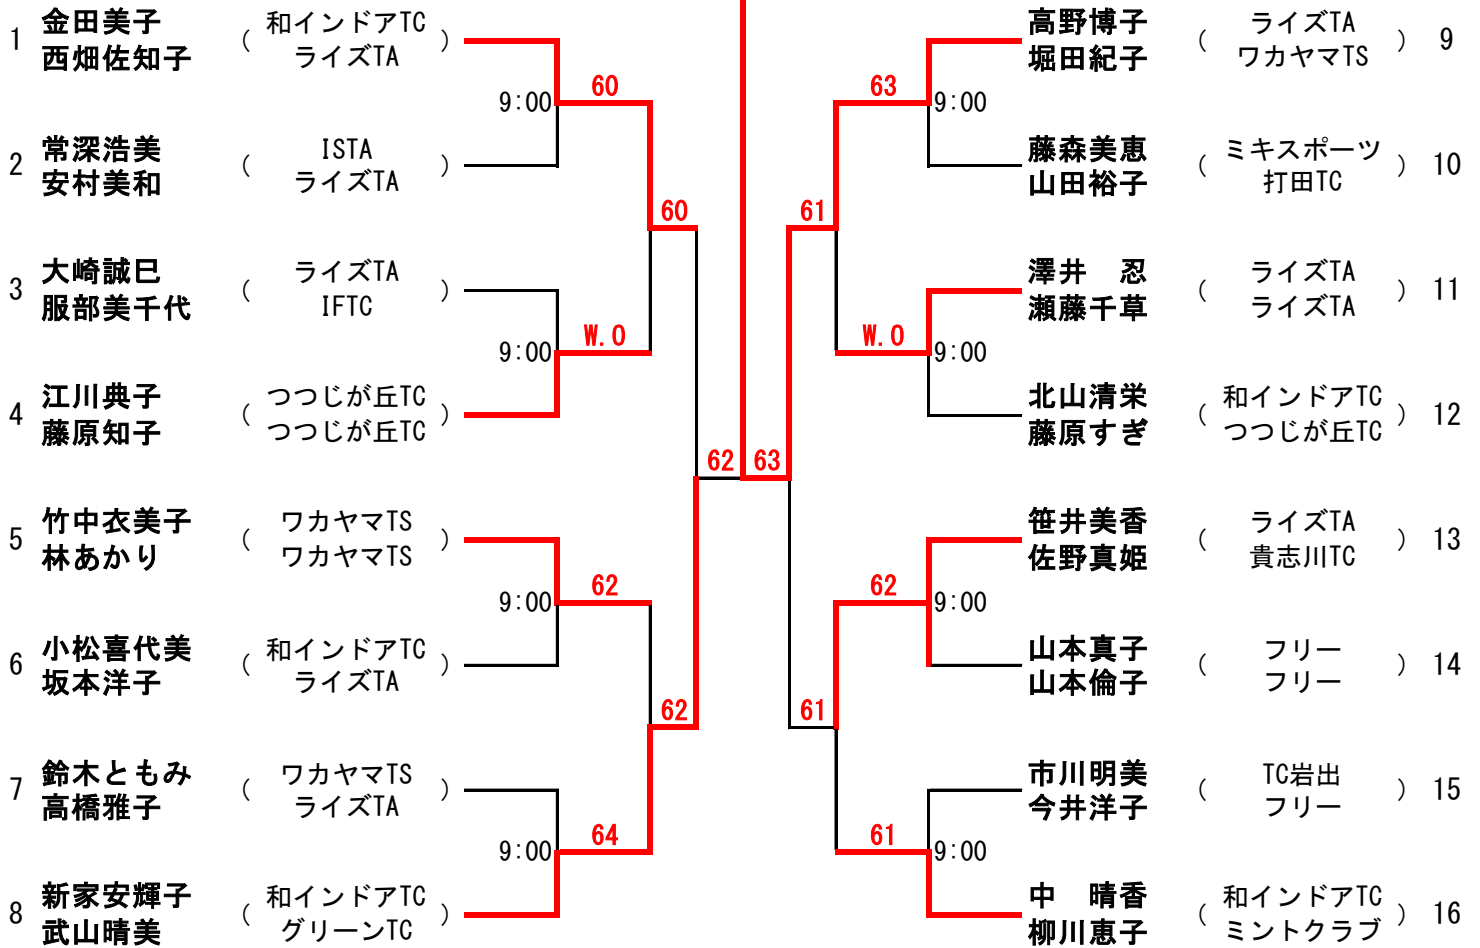 1 金田美子 ( 和インドアTC )
西畑佐知子 ライズTA
60
9:00
2 常深浩美 ( ISTA )
安村美和 ライズTA
60
3 大崎誠巳 ( ライズTA )
服部美千代 IFTC
W.O
9:00
4 江川典子 ( つつじが丘TC )
藤原知子 つつじが丘TC
62
5 竹中衣美子 ( ワカヤマTS )
林あかり ワカヤマTS
62
9:00
6 小松喜代美 ( 和インドアTC )
坂本洋子 ライズTA
62
7 鈴木ともみ ( ワカヤマTS )
高橋雅子 ライズTA
64
9:00
8 新家安輝子 ( 和インドアTC )
武山晴美 グリーンTC
高野博子 ( ライズTA ) 9
堀田紀子 ワカヤマTS
63
9:00
藤森美恵 ( ミキスポーツ ) 10
山田裕子 打田TC
61
澤井 忍 ( ライズTA ) 11
瀬藤千草 ライズTA
W.O
9:00
北山清栄 ( 和インドアTC ) 12
藤原すぎ つつじが丘TC
63
笹井美香 ( ライズTA ) 13
佐野真姫 貴志川TC
62
9:00
山本真子 ( フリー ) 14
山本倫子 フリー
61
市川明美 ( TC岩出 ) 15
今井洋子 フリー
61
9:00
中 晴香 ( 和インドアTC ) 16
柳川恵子 ミントクラブ